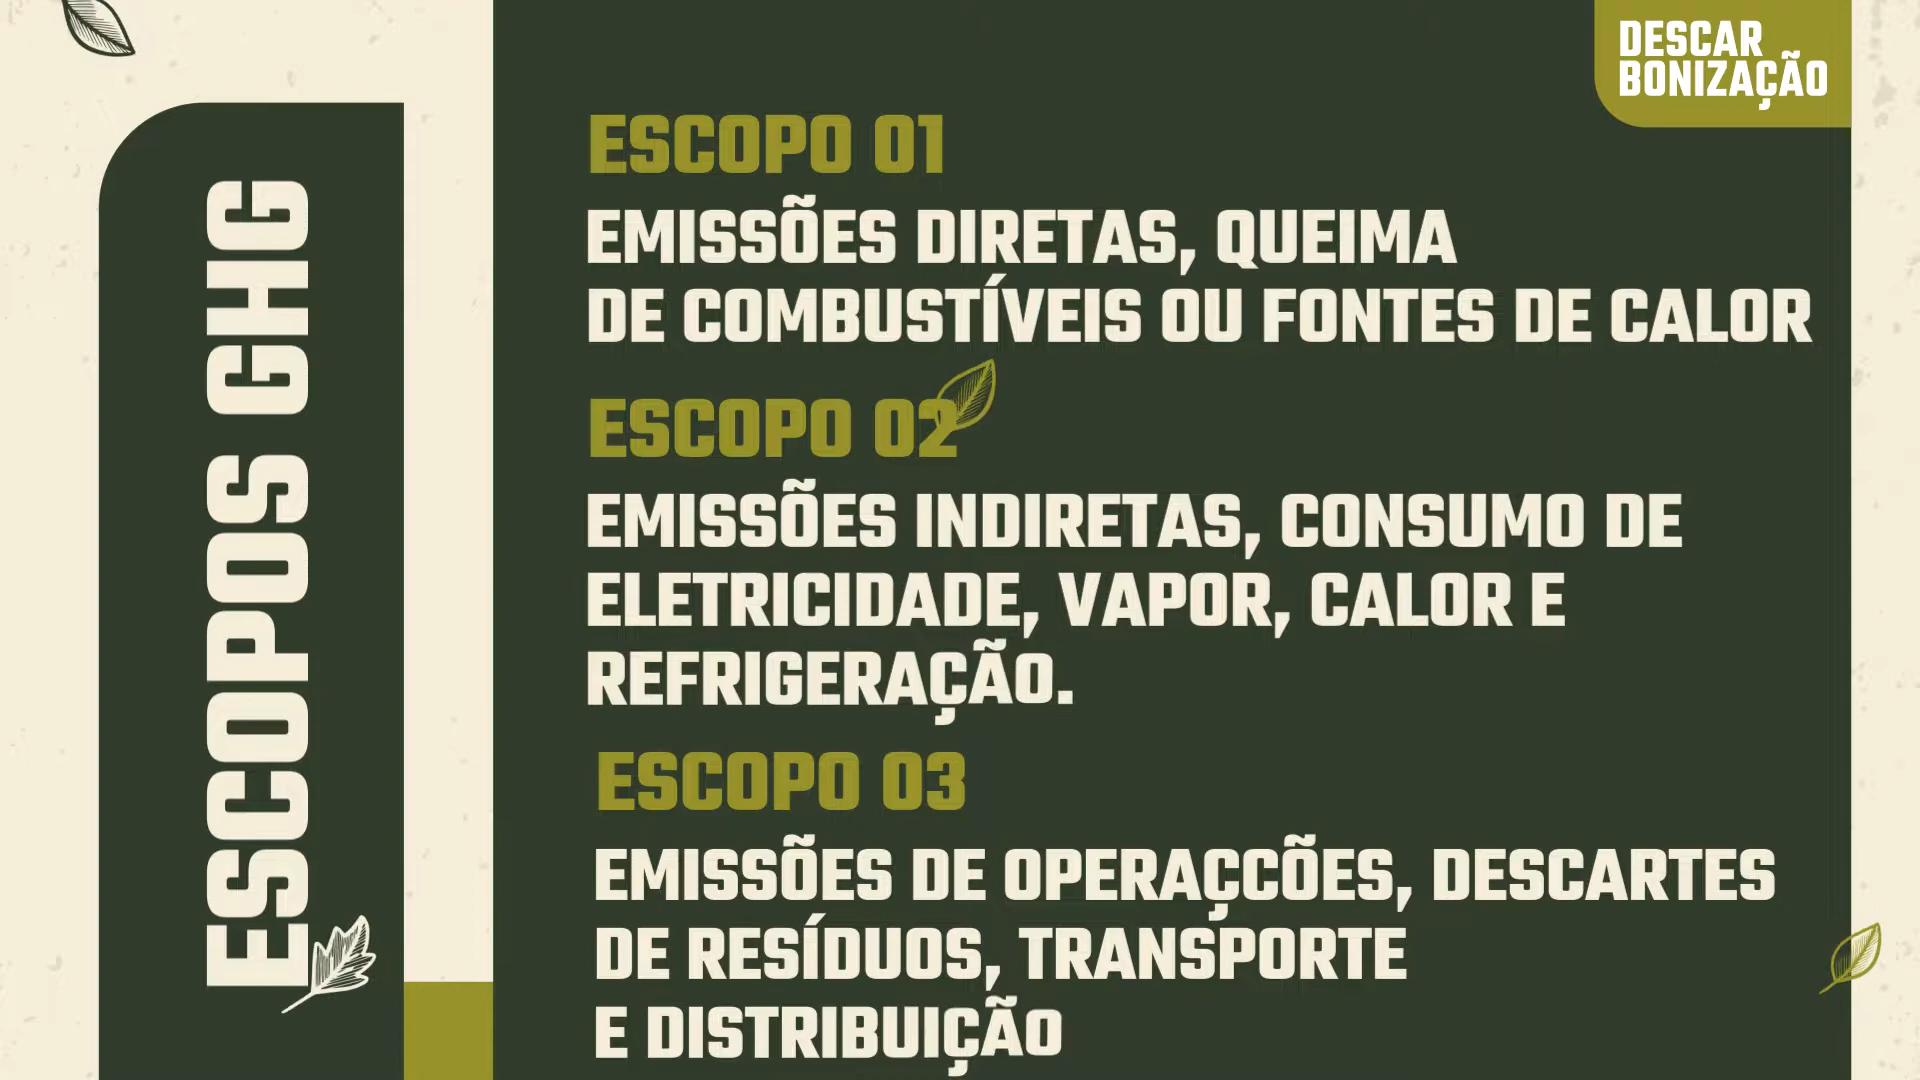 DESCAR
BONIZAÇÃO
ESCOPOS GHG
ESCOPO 01
EMISSÕES DIRETAS, QUEIMA
DE COMBUSTÍVEIS OU FONTES DE CALOR
ESCOPO 02
EMISSÕES INDIRETAS, CONSUMO DE
ELETRICIDADE, VAPOR, CALOR E
REFRIGERAÇÃO.
ESCOPO 03
EMISSÕES DE OPERAÇCÕES, DESCARTES
DE RESÍDUOS, TRANSPORTE
E DISTRIBUIÇÃO